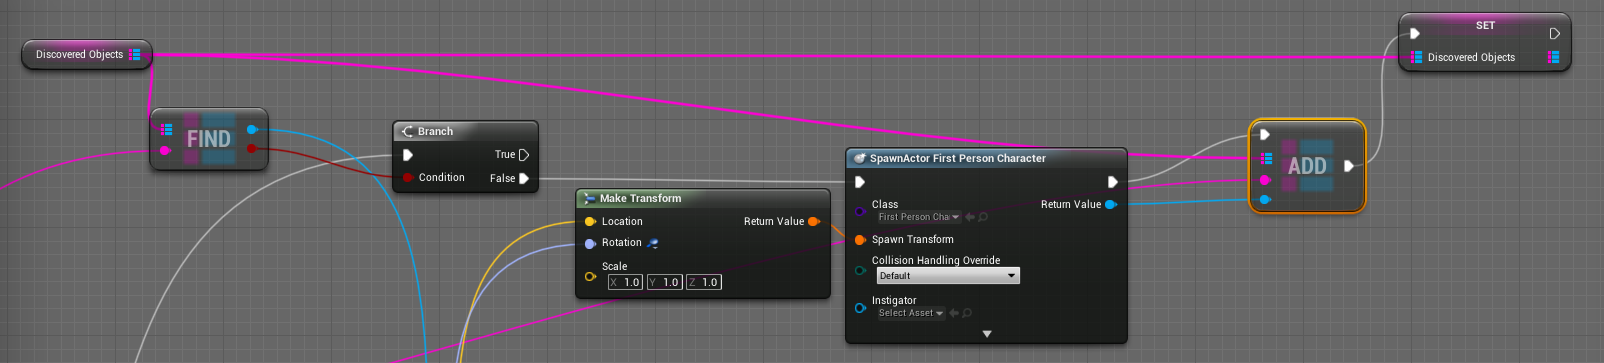 SET
Discovered Objects
Discovered Objects
FIND
Branch
True
Condition
False
SpawnActor First Person Character
ADD
Make Transform
Location
Return Value
Rotation
Scale
X 1.0 Y 1.0 Z 1.0
Class
First Person Cha
Return Value
Spawn Transform
Collision Handling Override
Default
Instigator
Select Asset